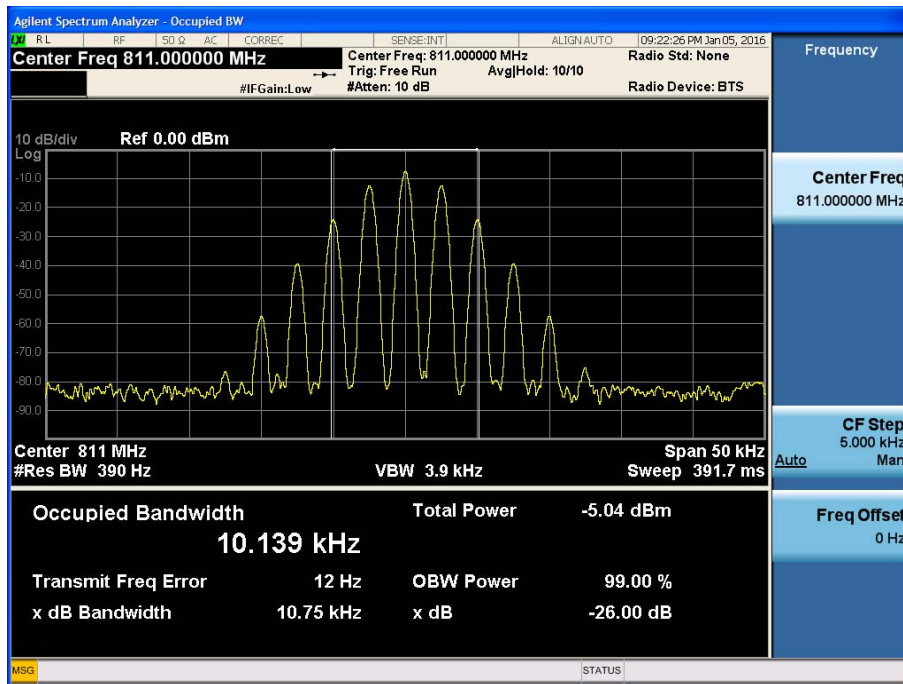 Agilent Spectrum Analyzer - Occupied BW
LXI RL RF 50 Ω AC CORREC SENSE:INT ALIGN AUTO 09:22:26 PM Jan 05, 2016
Center Freq 811.000000 MHz
Center Freq: 811.000000 MHz
Radio Std: None
Trig: Free Run Avg|Hold: 10/10
#IFGain:Low #Atten: 10 dB Radio Device: BTS
Frequency
10 dB/div Ref 0.00 dBm
Log
-10.0
-20.0
-30.0
-40.0
-50.0
-60.0
-70.0
-80.0
-90.0
Center 811 MHz Span 50 kHz
#Res BW 390 Hz VBW 3.9 kHz Sweep 391.7 ms
Occupied Bandwidth Total Power -5.04 dBm
10.139 kHz
Transmit Freq Error 12 Hz OBW Power 99.00 %
x dB Bandwidth 10.75 kHz x dB -26.00 dB
Center Freq
811.000000 MHz
CF Step
5.000 kHz
Auto Man
Freq Offset
0 Hz
MSG STATUS